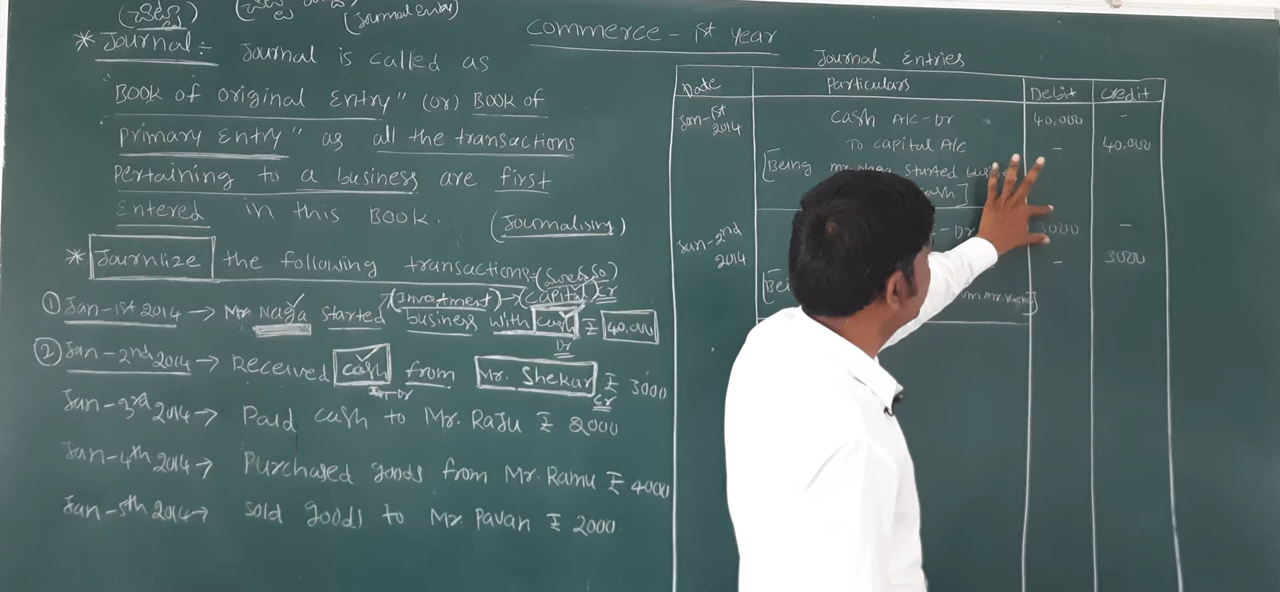 (Journal Entry)
Commerce - 1st year
* Journal:- Journal is called as
"Book of original Entry" (or) Book of
primary Entry" as all the transactions
pertaining to a business are first
Entered in this Book.
(Journalising)
* Journlize the following transactions:-
(Investment) → (capital) Cr
① Jan-1st 2014 → Mr Naga started business with cash ₹ 40,000
Dr
② Jan-2nd 2014 → Received cash from Mr. Shekar ₹ 3000
Cr
Jan-3rd 2014 → Paid cash to Mr. Raju ₹ 2000
Jan-4th 2014 → Purchased goods from Mr. Ramu ₹ 4000
Jan-5th 2014 → sold goods to Mr Pavan ₹ 2000.
Journal Entries
Date Particulars Debit Credit
Jan-1st 2014 Cash A/c - Dr 40,000 -
To capital A/c - 40,000
[Being started
cash]
Jan-2nd 2014 - Dr 3000 -
- 3000